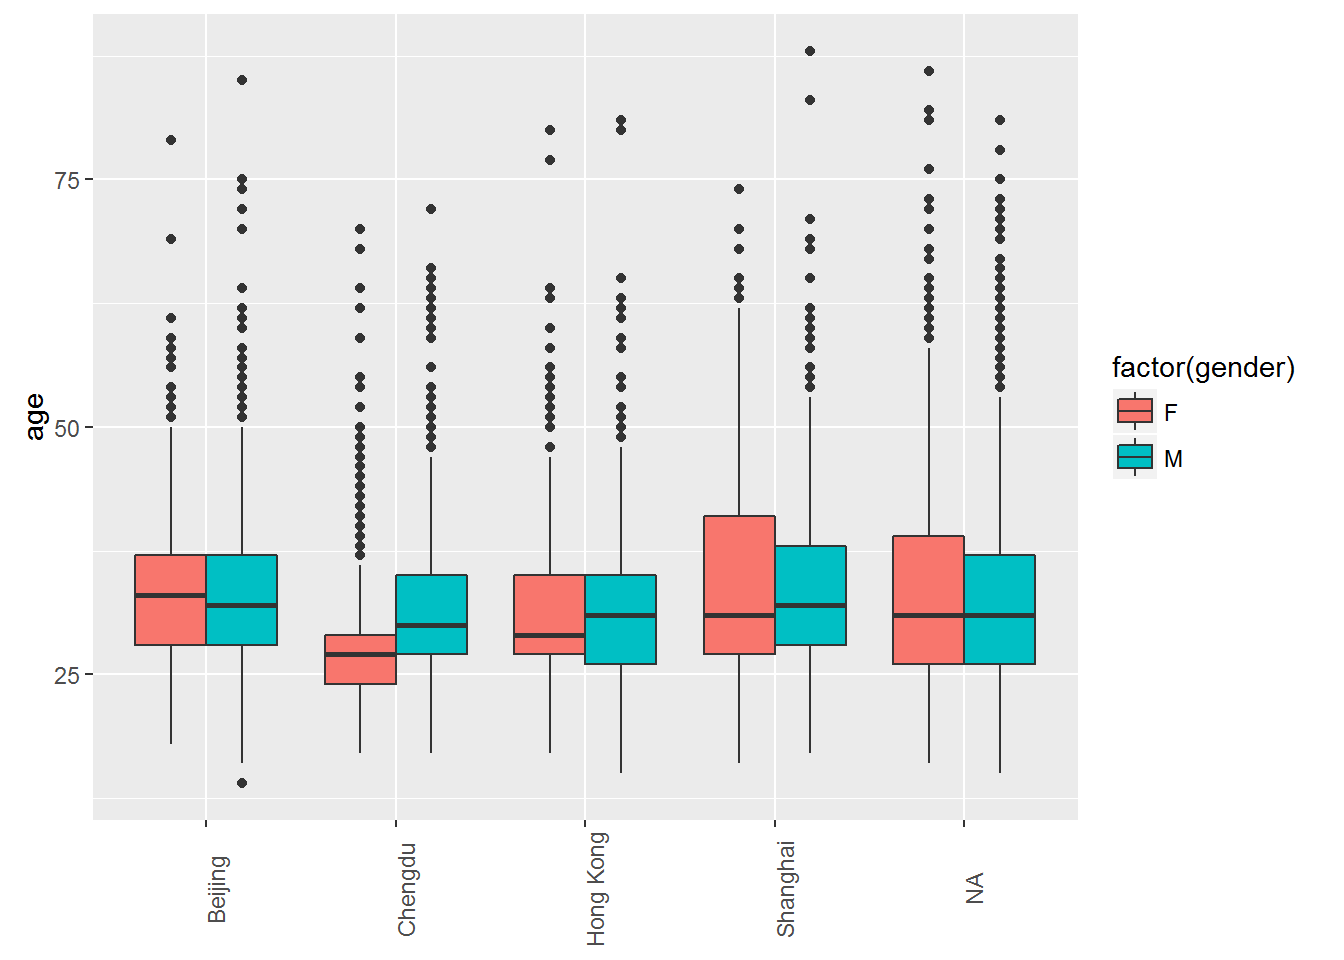 age
75
50
25
Beijing
Chengdu
Hong Kong
Shanghai
NA
factor(gender)
F
M